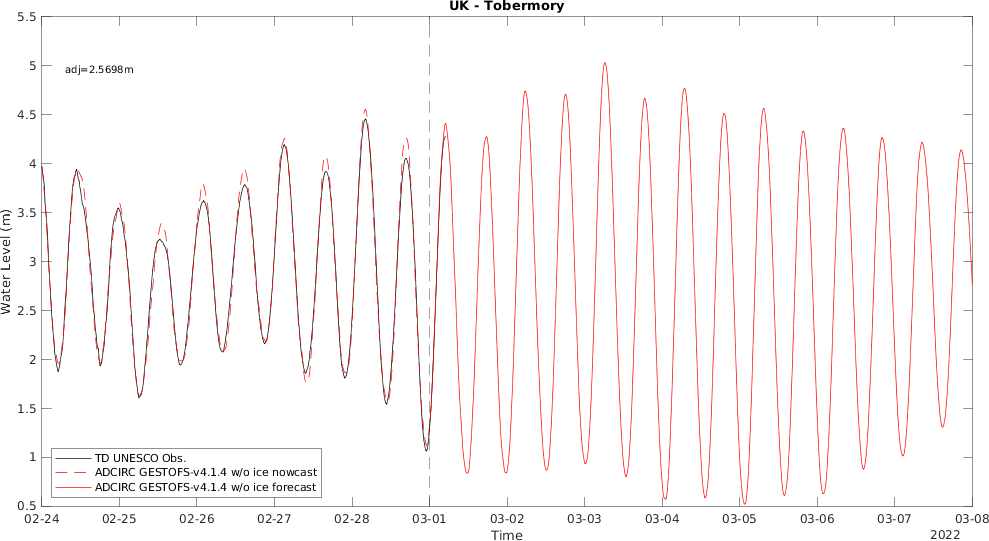 UK - Tobermory
adj=2.5698m
5.5
5
4.5
4
3.5
3
2.5
2
1.5
1
0.5
Water Level (m)
TD UNESCO Obs.
ADCIRC GESTOFS-v4.1.4 w/o ice nowcast
ADCIRC GESTOFS-v4.1.4 w/o ice forecast
02-24 02-25 02-26 02-27 02-28 03-01 03-02 03-03 03-04 03-05 03-06 03-07 03-08
Time
2022